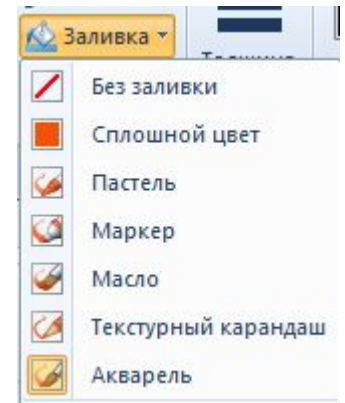 Заливка
Без заливки
Сплошной цвет
Пастель
Маркер
Масло
Текстурный карандаш
Акварель